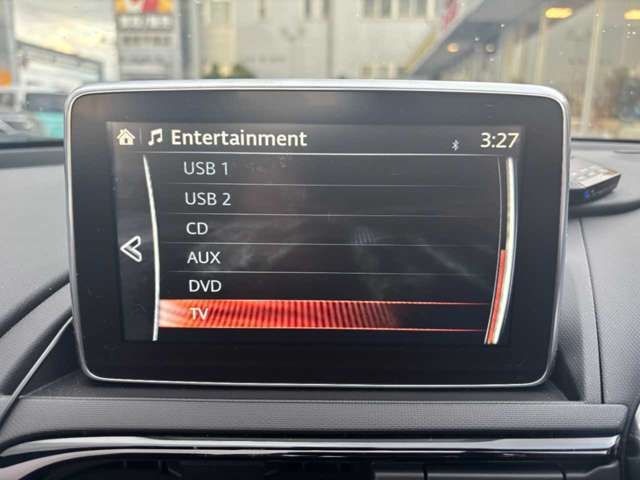 Entertainment
3:27
USB 1
USB 2
CD
AUX
DVD
TV